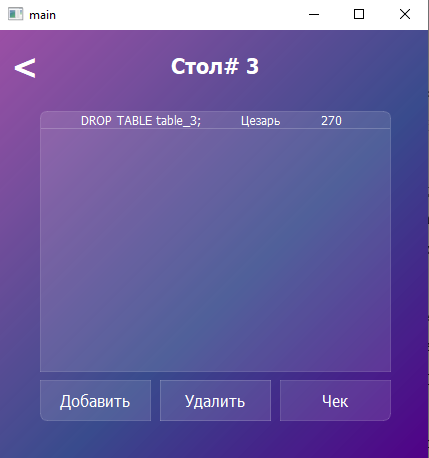 main
< Стол# 3
DROP TABLE table_3; Цезарь 270
Добавить Удалить Чек